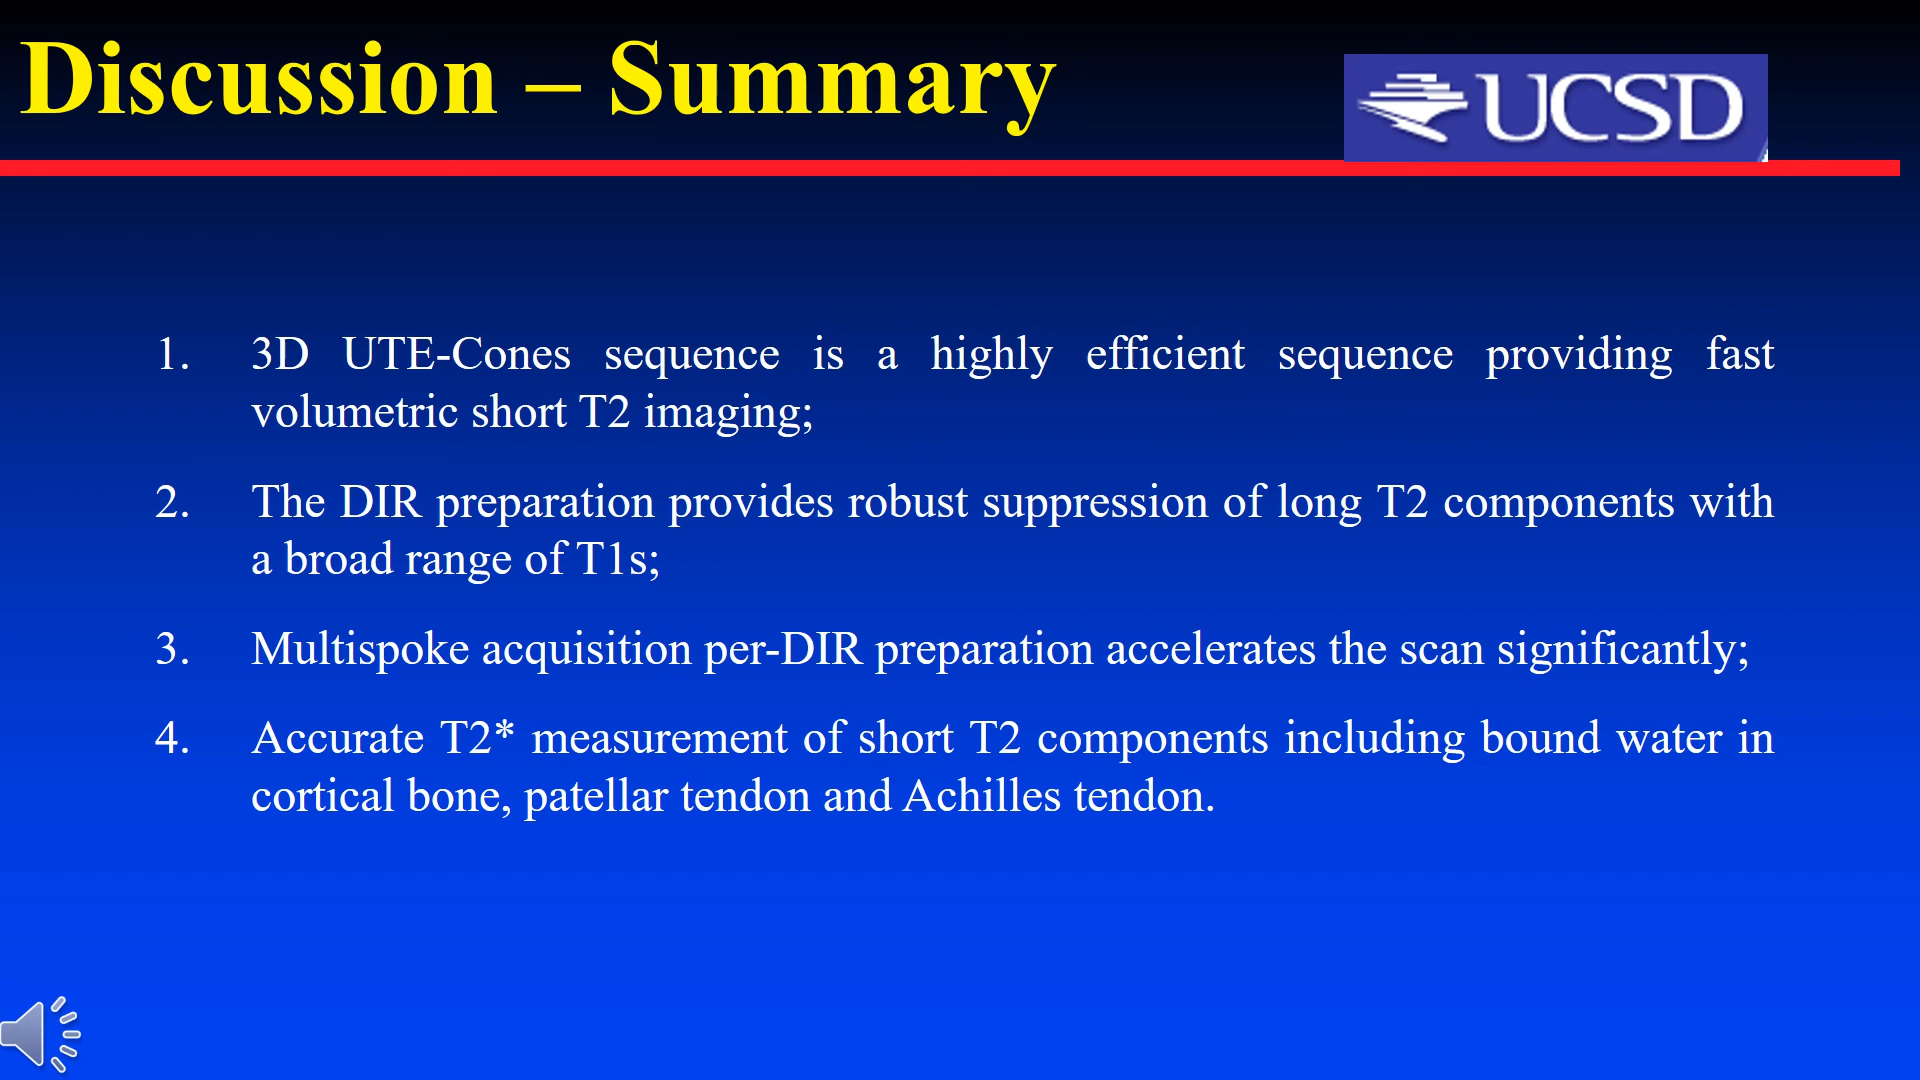 Discussion – Summary
UCSD
1. 3D UTE-Cones sequence is a highly efficient sequence providing fast
volumetric short T2 imaging;
2. The DIR preparation provides robust suppression of long T2 components with
a broad range of T1s;
3. Multispoke acquisition per-DIR preparation accelerates the scan significantly;
4. Accurate T2* measurement of short T2 components including bound water in
cortical bone, patellar tendon and Achilles tendon.